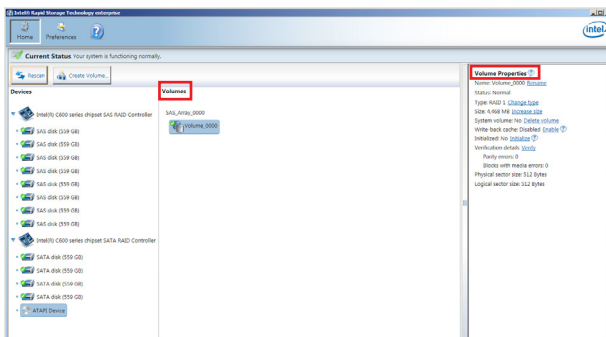 Intel® Rapid Storage Technology enterprise
Home
Preferences
intel
Current Status Your system is functioning normally.
Rescan
Create Volume...
Devices
Volumes
Intel(R) C600 series chipset SAS RAID Controller
SAS disk (559 GB)
SAS disk (559 GB)
SAS disk (559 GB)
SAS disk (559 GB)
SAS disk (559 GB)
SAS disk (559 GB)
SAS disk (559 GB)
SAS disk (559 GB)
Intel(R) C600 series chipset SATA RAID Controller
SATA disk (559 GB)
SATA disk (559 GB)
SATA disk (559 GB)
SATA disk (559 GB)
ATAPI Device
SAS_Array_0000
Volume_0000
Volume Properties ?
Name: Volume_0000 Rename
Status: Normal
Type: RAID 1 Change type
Size: 4,468 MB Increase size
System volume: No Delete volume
Write-back cache: Disabled Enable ?
Initialized: No Initialize ?
Verification details Verify
Parity errors: 0
Blocks with media errors: 0
Physical sector size: 512 Bytes
Logical sector size: 512 Bytes